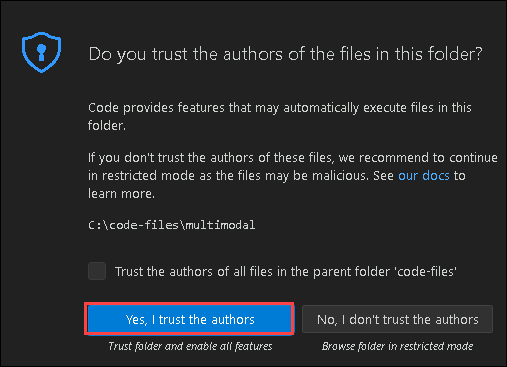 Do you trust the authors of the files in this folder?
Code provides features that may automatically execute files in this
folder.
If you don't trust the authors of these files, we recommend to continue
in restricted mode as the files may be malicious. See our docs to
learn more.
C:\code-files\multimodal
Trust the authors of all files in the parent folder 'code-files'
Yes, I trust the authors
No, I don't trust the authors
Trust folder and enable all features
Browse folder in restricted mode